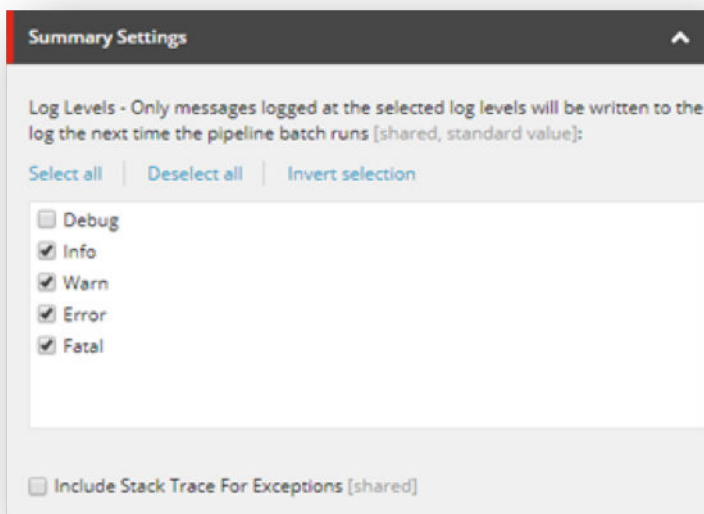 Summary Settings
Log Levels - Only messages logged at the selected log levels will be written to the
log the next time the pipeline batch runs [shared, standard value]:
Select all Deselect all Invert selection
Debug
Info
Warn
Error
Fatal
Include Stack Trace For Exceptions [shared]